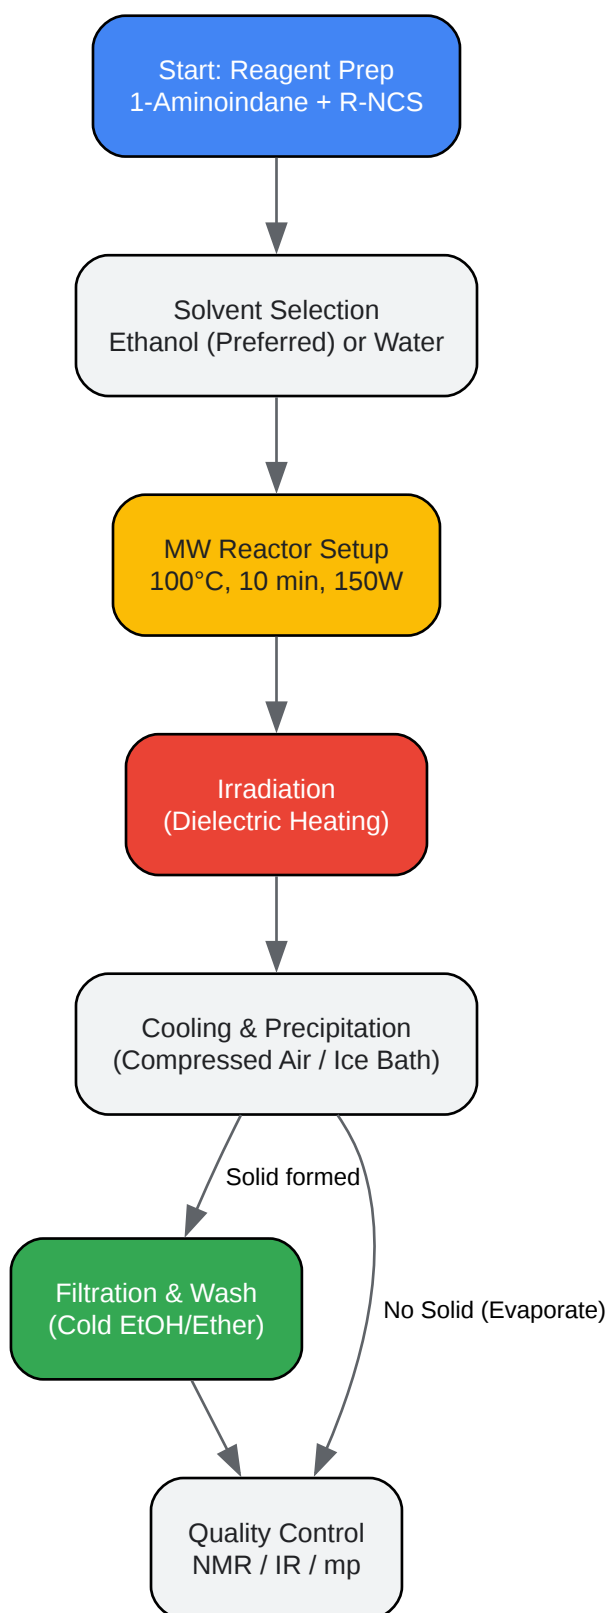 Start: Reagent Prep
1-Aminoindane + R-NCS
Solvent Selection
Ethanol (Preferred) or Water
MW Reactor Setup
100°C, 10 min, 150W
Irradiation
(Dielectric Heating)
Cooling & Precipitation
(Compressed Air / Ice Bath)
Solid formed
Filtration & Wash
(Cold EtOH/Ether)
No Solid (Evaporate)
Quality Control
NMR / IR / mp